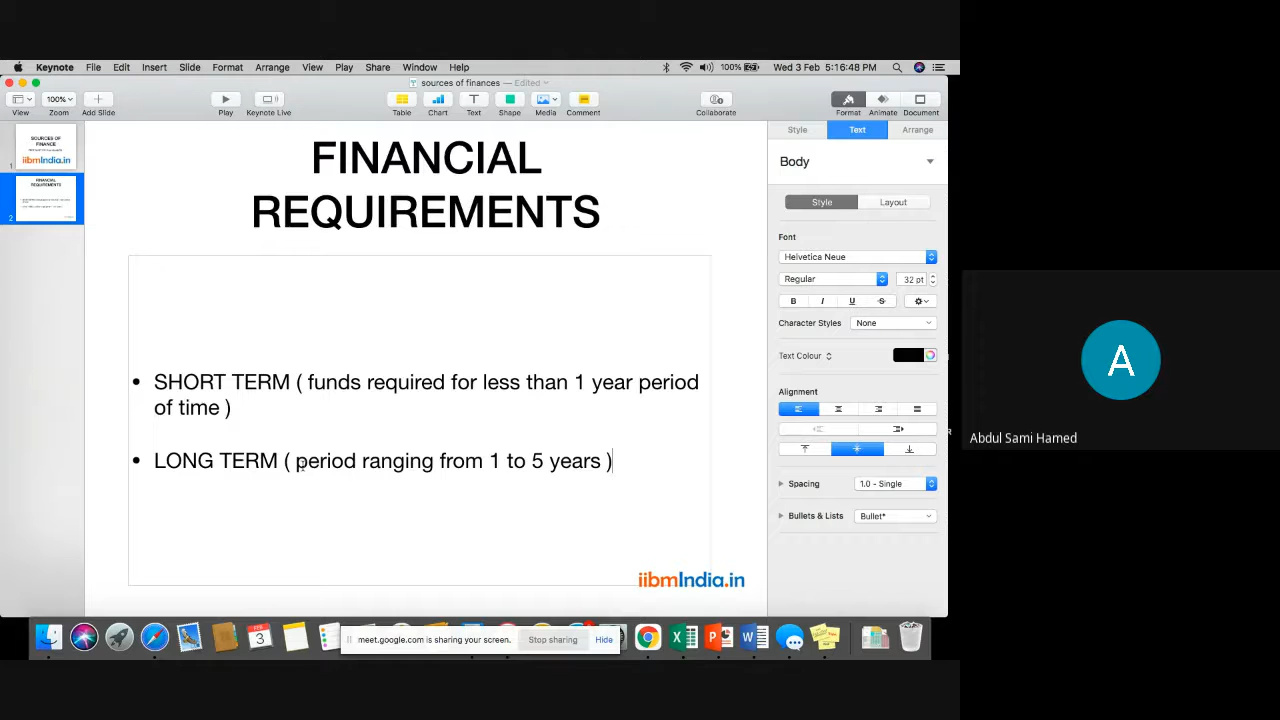 Keynote File Edit Insert Slide Format Arrange View Play Share Window Help 100% Wed 3 Feb 5:16:48 PM
sources of finances — Edited
100%
View Zoom Add Slide Play Keynote Live Table Chart Text Shape Media Comment Collaborate Format Animate Document
Style Text Arrange
1
SOURCES OF
FINANCE
iibmIndia.in
2
FINANCIAL
REQUIREMENTS
FINANCIAL
REQUIREMENTS
• SHORT TERM ( funds required for less than 1 year period
of time )
• LONG TERM ( period ranging from 1 to 5 years )
iibmIndia.in
Body
Style Layout
Font
Helvetica Neue
Regular 32 pt
B I U S
Character Styles None
Text Colour
Alignment
Spacing 1.0 - Single
Bullets & Lists Bullet*
FEB
3
meet.google.com is sharing your screen. Stop sharing Hide
A
Abdul Sami Hamed